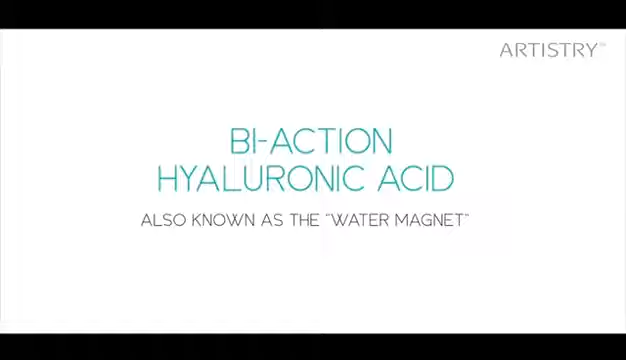 ARTISTRY™
BI-ACTION
HYALURONIC ACID
ALSO KNOWN AS THE "WATER MAGNET"